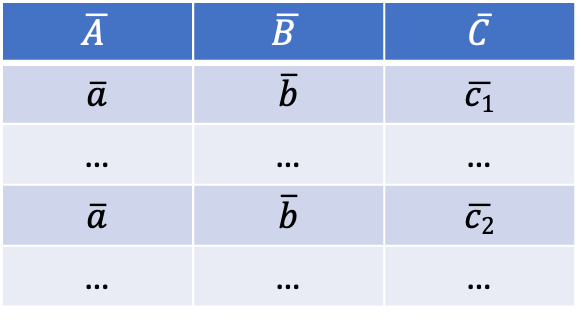 A̅ B̅ C̅
a̅ b̅ c̅₁
... ... ...
a̅ b̅ c̅₂
... ... ...